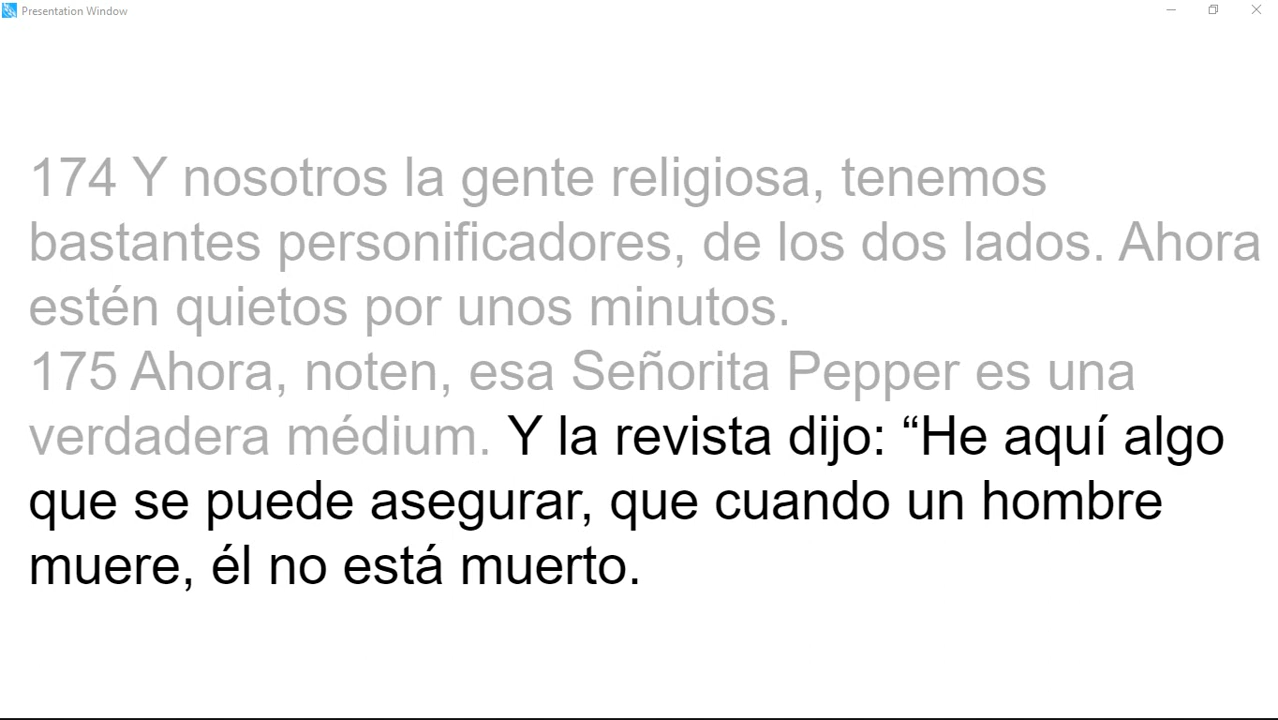 Presentation Window
174 Y nosotros la gente religiosa, tenemos
bastantes personificadores, de los dos lados. Ahora
estén quietos por unos minutos.
175 Ahora, noten, esa Señorita Pepper es una
verdadera médium. Y la revista dijo: “He aquí algo
que se puede asegurar, que cuando un hombre
muere, él no está muerto.